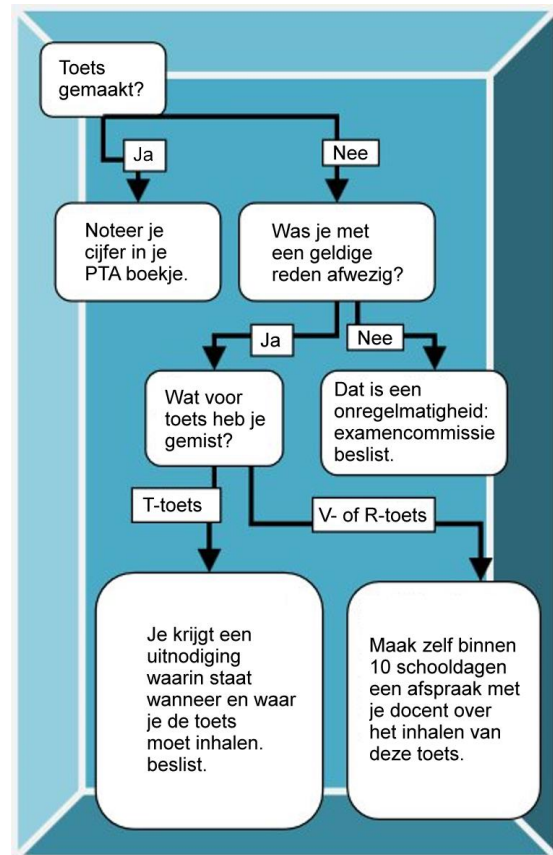 Toets
gemaakt?
Ja
Nee
Noteer je
cijfer in je
PTA boekje.
Was je met
een geldige
reden afwezig?
Ja
Nee
Wat voor
toets heb je
gemist?
Dat is een
onregelmatigheid:
examencommissie
beslist.
T-toets
V- of R-toets
Je krijgt een
uitnodiging
waarin staat
wanneer en waar
je de toets
moet inhalen.
beslist.
Maak zelf binnen
10 schooldagen
een afspraak met
je docent over
het inhalen van
deze toets.